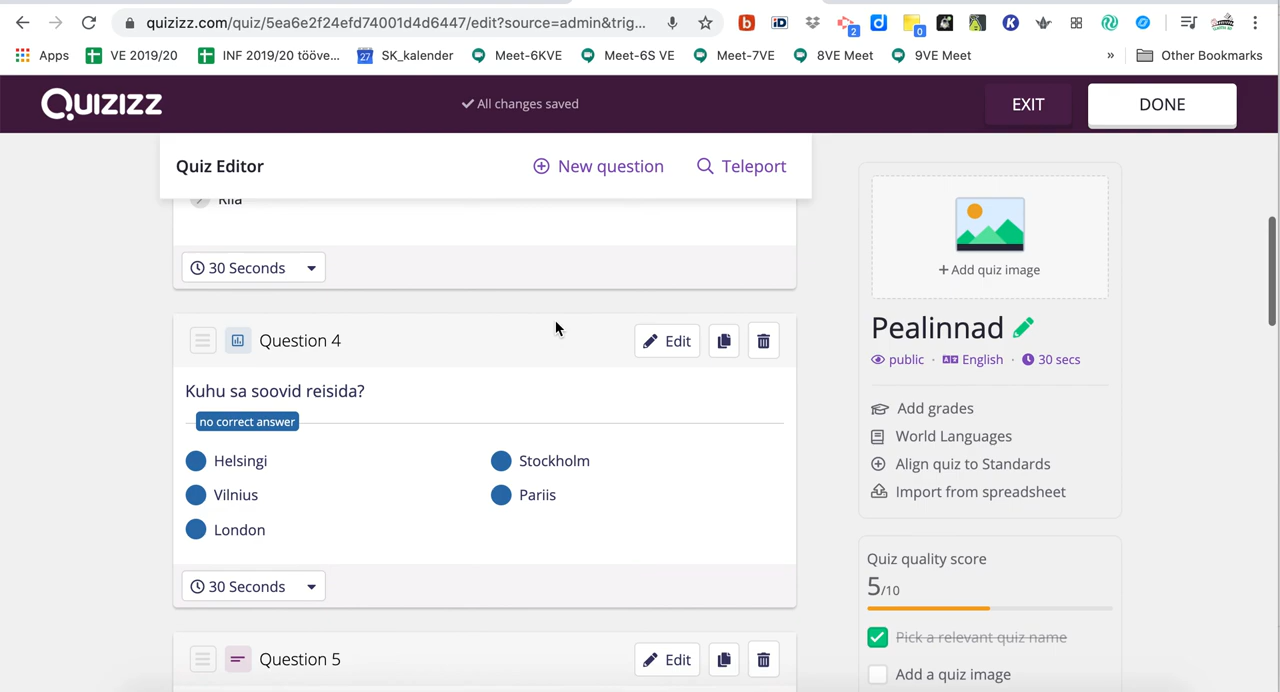 quizizz.com/quiz/5ea6e2f24efd74001d4d6447/edit?source=admin&trig...
Apps VE 2019/20 INF 2019/20 tööve... 27 SK_kalender Meet-6KVE Meet-6S VE Meet-7VE 8VE Meet 9VE Meet » Other Bookmarks
QUIZIZZ All changes saved EXIT DONE
Quiz Editor New question Teleport
Riia
30 Seconds
Question 4 Edit
Kuhu sa soovid reisida?
no correct answer
Helsingi Stockholm
Vilnius Pariis
London
30 Seconds
Question 5 Edit
+ Add quiz image
Pealinnad
public · English · 30 secs
Add grades
World Languages
Align quiz to Standards
Import from spreadsheet
Quiz quality score
5/10
Pick a relevant quiz name
Add a quiz image